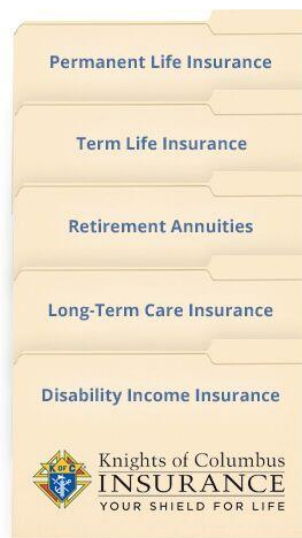 Permanent Life Insurance
Term Life Insurance
Retirement Annuities
Long-Term Care Insurance
Disability Income Insurance
K OF C
Knights of Columbus
INSURANCE
YOUR SHIELD FOR LIFE